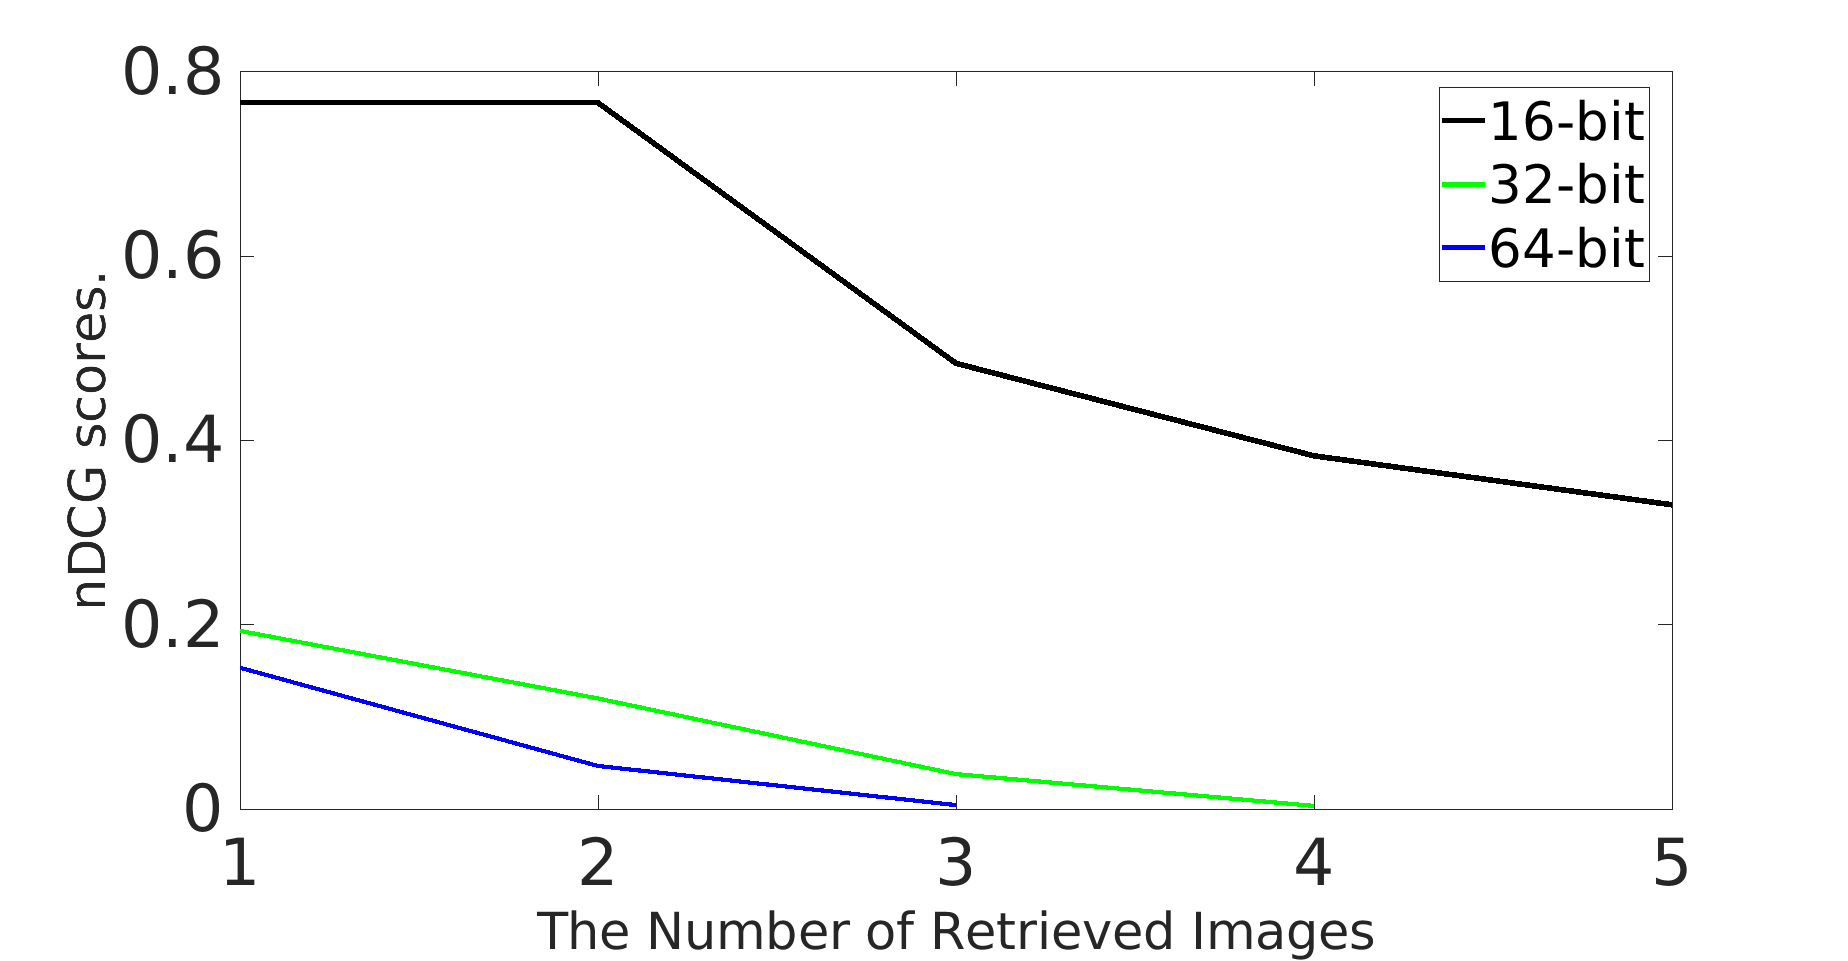 0.8
0.6
0.4
0.2
0
nDCG scores.
16-bit
32-bit
64-bit
1 2 3 4 5
The Number of Retrieved Images